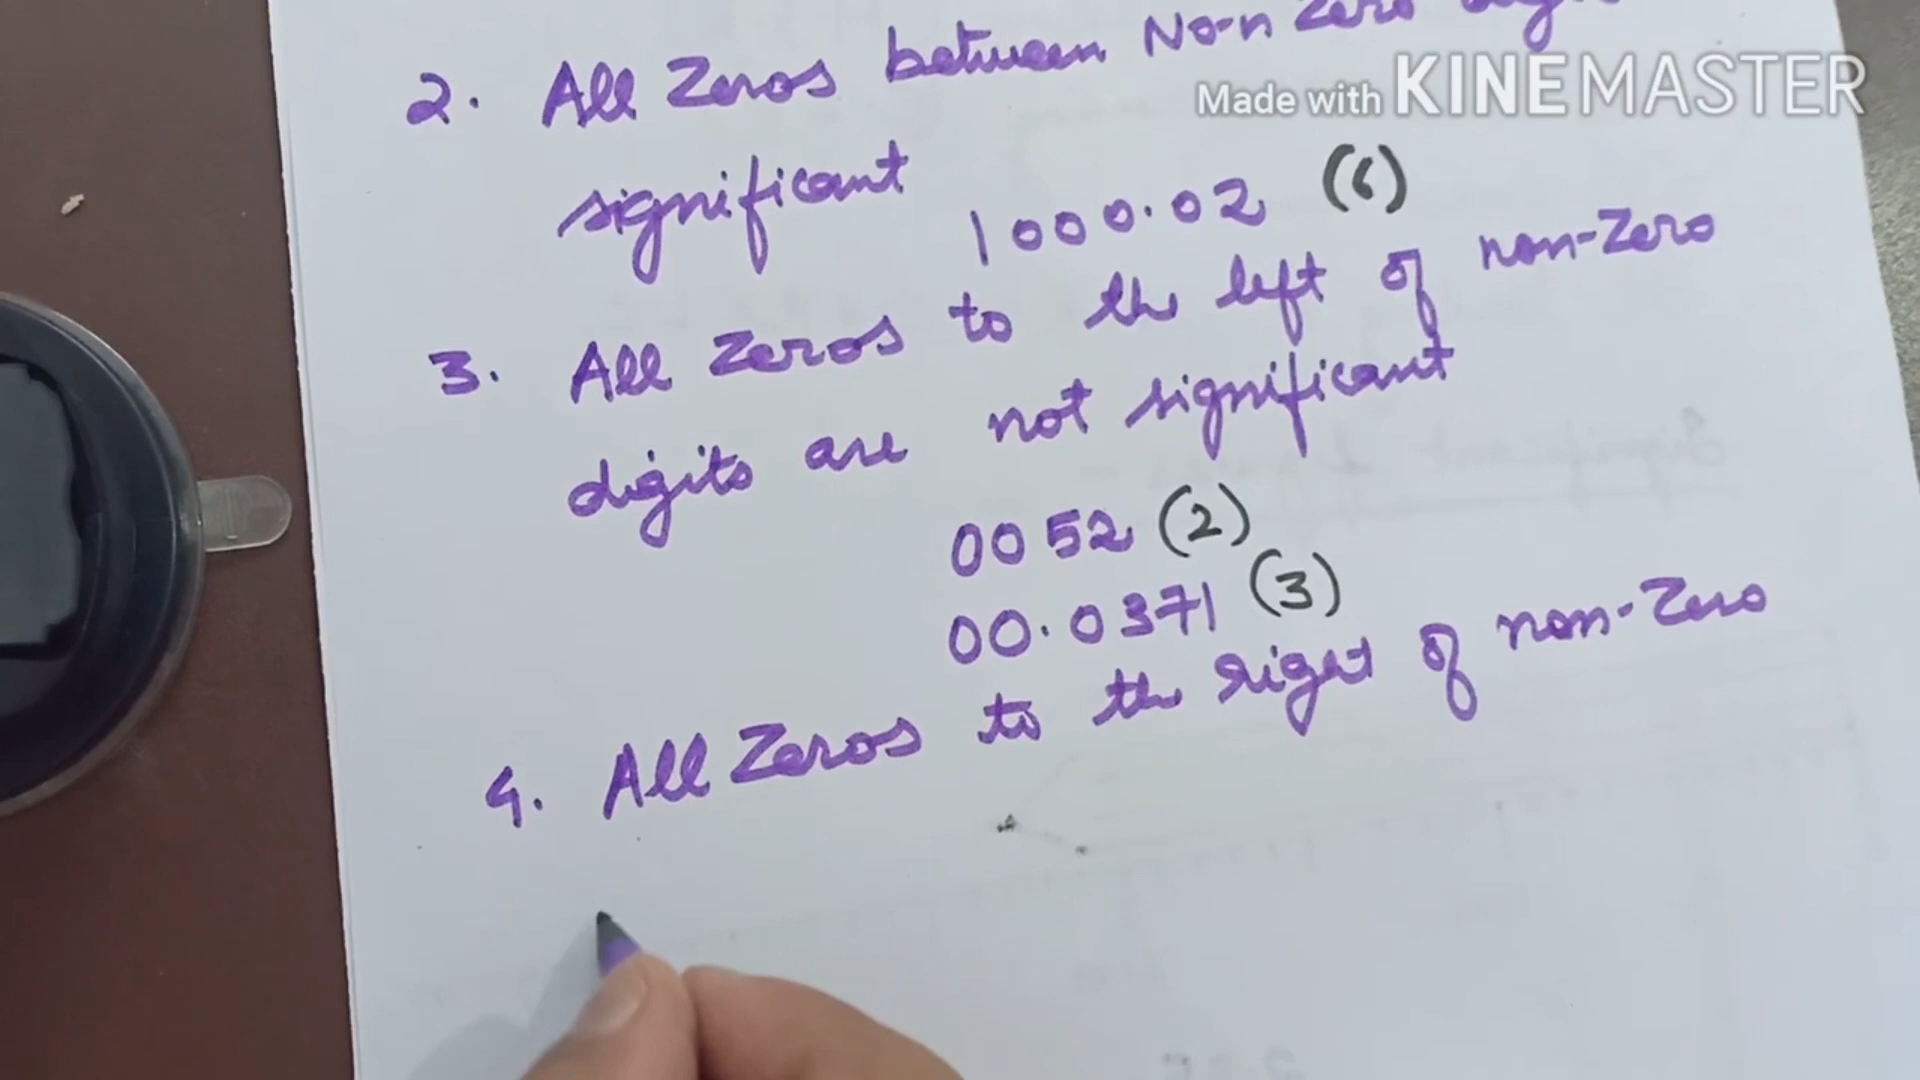 2. All Zeros between Non Zero
Made with KINEMASTER
significant
1000.02 (6)
3. All Zeros to the left of non-Zero
digits are not significant
0052 (2)
00.0371 (3)
4. All Zeros to the right of non-Zero